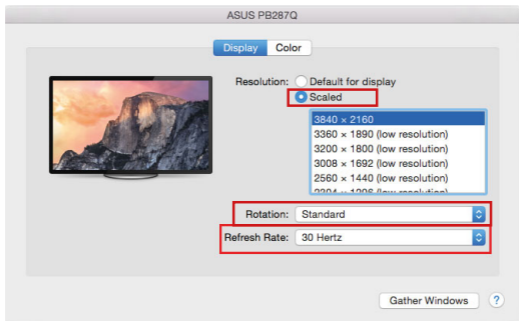 ASUS PB287Q
Display Color
Resolution: Default for display
Scaled
3840 × 2160
3360 × 1890 (low resolution)
3200 × 1800 (low resolution)
3008 × 1692 (low resolution)
2560 × 1440 (low resolution)
Rotation: Standard
Refresh Rate: 30 Hertz
Gather Windows ?